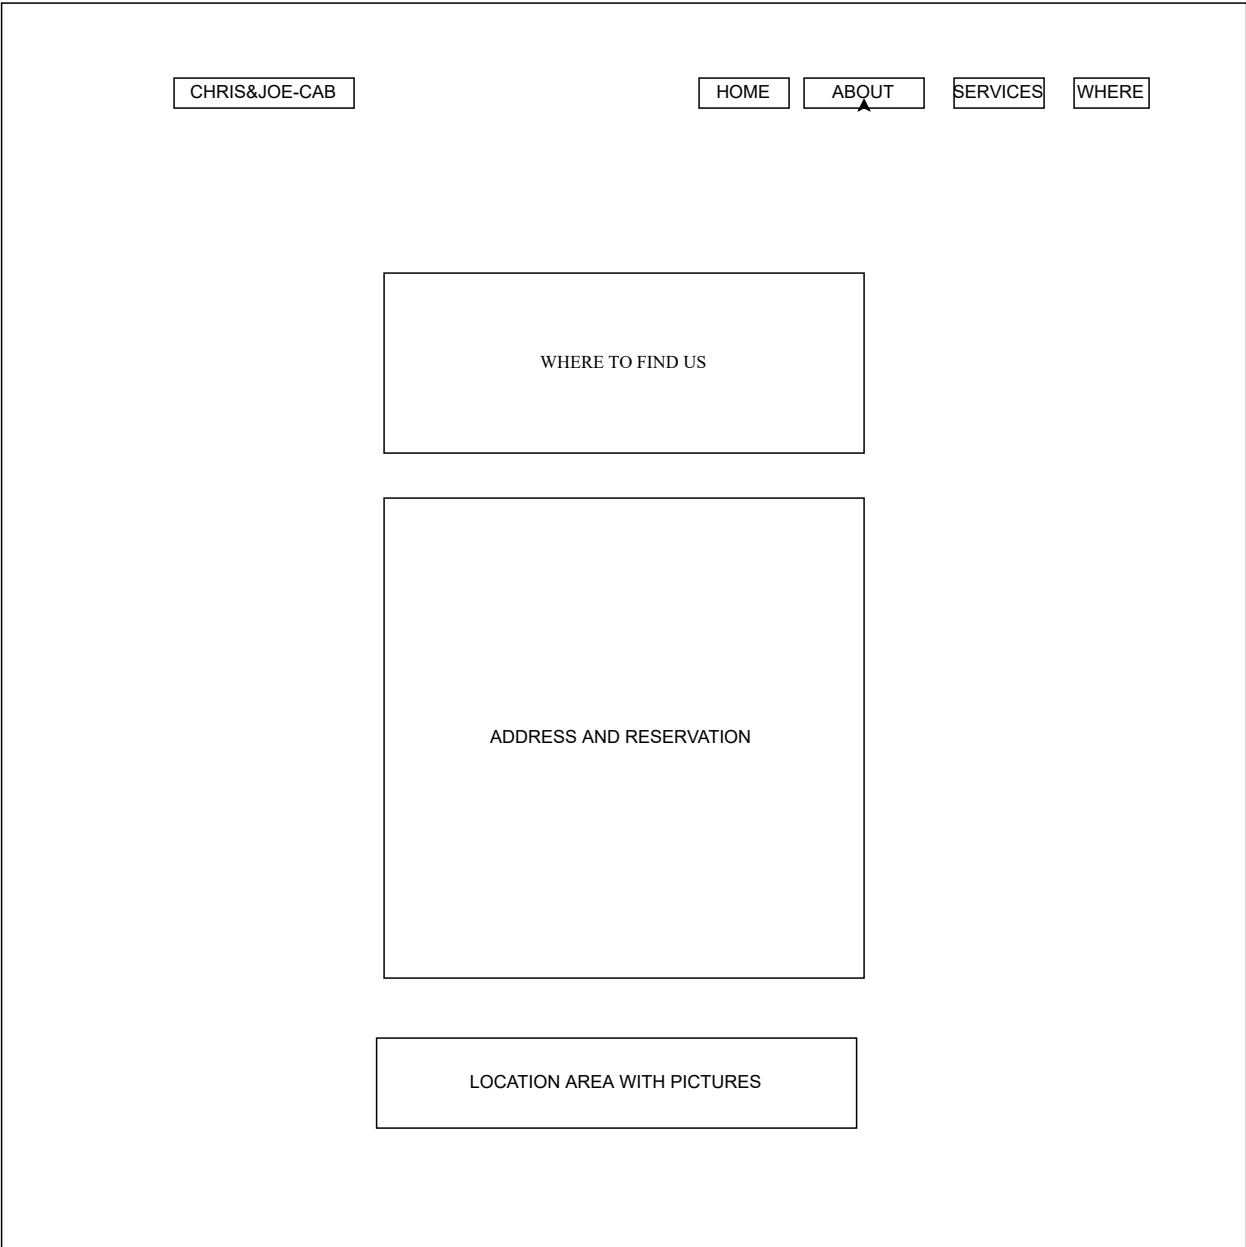 CHRIS&JOE-CAB
HOME
ABOUT
SERVICES
WHERE
WHERE TO FIND US
ADDRESS AND RESERVATION
LOCATION AREA WITH PICTURES